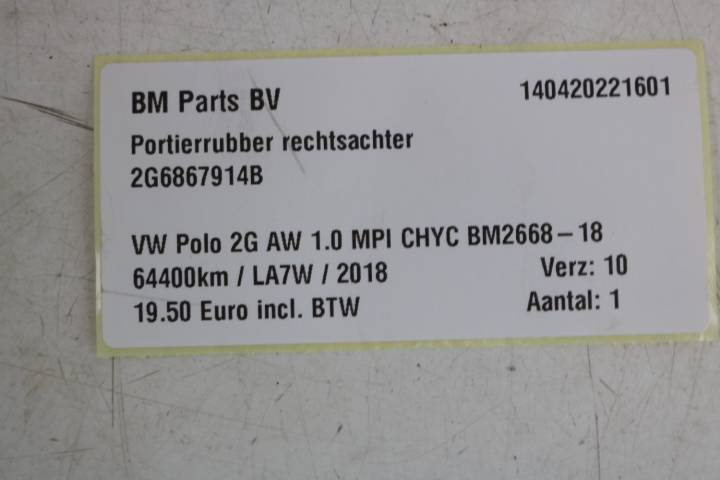 BM Parts BV 140420221601
Portierrubber rechtsachter
2G6867914B
VW Polo 2G AW 1.0 MPI CHYC BM2668-18
64400km / LA7W / 2018 Verz: 10
19.50 Euro incl. BTW Aantal: 1